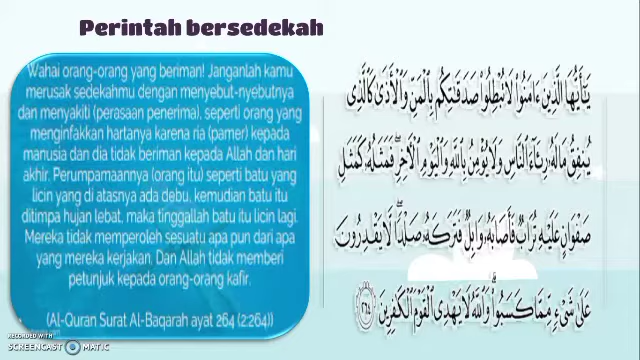 Perintah bersedekah
Wahai orang-orang yang beriman! Janganlah kamu
merusak sedekahmu dengan menyebut-nyebutnya
dan menyakiti (perasaan penerima), seperti orang yang
menginfakkan hartanya karena ria (pamer) kepada
manusia dan dia tidak beriman kepada Allah dan hari
akhir. Perumpamaannya (orang itu) seperti batu yang
licin yang di atasnya ada debu, kemudian batu itu
ditimpa hujan lebat, maka tinggallah batu itu licin lagi.
Mereka tidak memperoleh sesuatu apa pun dari apa
yang mereka kerjakan. Dan Allah tidak memberi
petunjuk kepada orang-orang kafir.
(Al-Quran Surat Al-Baqarah ayat 264 (2:264))
يَٰٓأَيُّهَا ٱلَّذِينَ ءَامَنُوا۟ لَا تُبْطِلُوا۟ صَدَقَٰتِكُم بِٱلْمَنِّ وَٱلْأَذَىٰ كَٱلَّذِى
يُنفِقُ مَالَهُۥ رِئَآءَ ٱلنَّاسِ وَلَا يُؤْمِنُ بِٱللَّهِ وَٱلْيَوْمِ ٱلْءَاخِرِ ۖ فَمَثَلُهُۥ كَمَثَلِ
صَفْوَانٍ عَلَيْهِ تُرَابٌ فَأَصَابَهُۥ وَابِلٌ فَتَرَكَهُۥ صَلْدًا ۖ لَّا يَقْدِرُونَ
عَلَىٰ شَىْءٍ مِّمَّا كَسَبُوا۟ ۗ وَٱللَّهُ لَا يَهْدِى ٱلْقَوْمَ ٱلْكَٰفِرِينَ ٢٦٤
RECORDED WITH
SCREENCAST MATIC